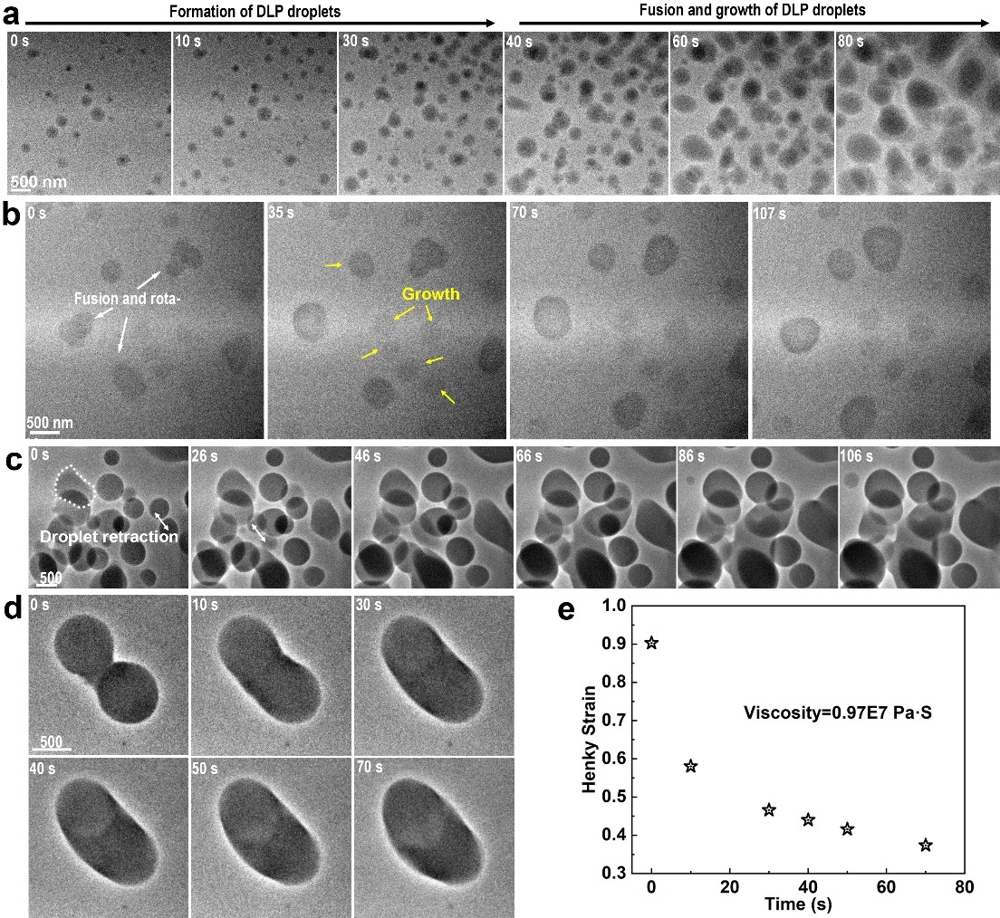 a
Formation of DLP droplets
Fusion and growth of DLP droplets
0 s
10 s
30 s
40 s
60 s
80 s
500 nm
b
0 s
35 s
70 s
107 s
Fusion and rota-
Growth
500 nm
c
0 s
26 s
46 s
66 s
86 s
106 s
Droplet retraction
500
d
0 s
10 s
30 s
500
40 s
50 s
70 s
e
1.0
0.9
0.8
0.7
0.6
0.5
0.4
0.3
Henky Strain
Viscosity=0.97E7 Pa·S
0 20 40 60 80
Time (s)